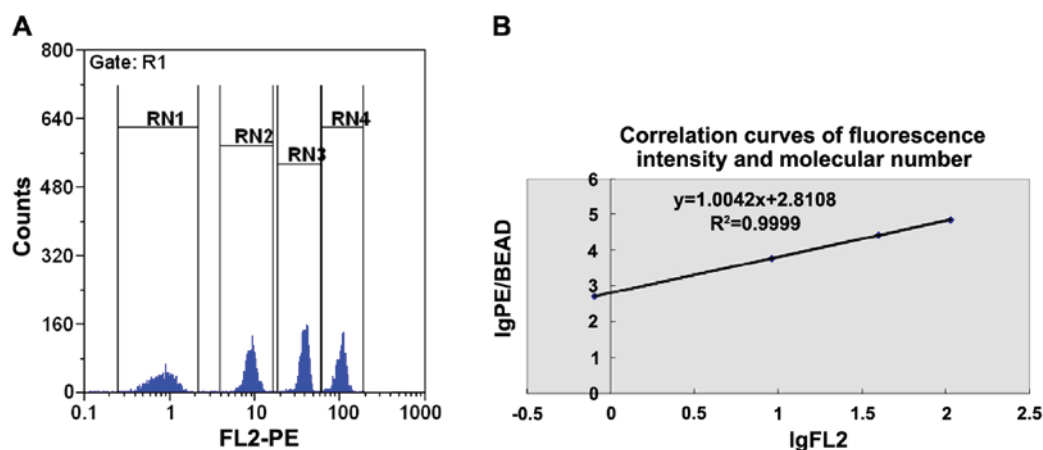 A
800
Gate: R1
640
RN1
RN4
RN2
RN3
480
Counts
320
160
0
0.1
1
10
100
1000
FL2-PE
B
Correlation curves of fluorescence
intensity and molecular number
6
y=1.0042x+2.8108
R²=0.9999
5
4
3
2
1
0
lgPE/BEAD
-0.5
0
0.5
1
1.5
2
2.5
lgFL2